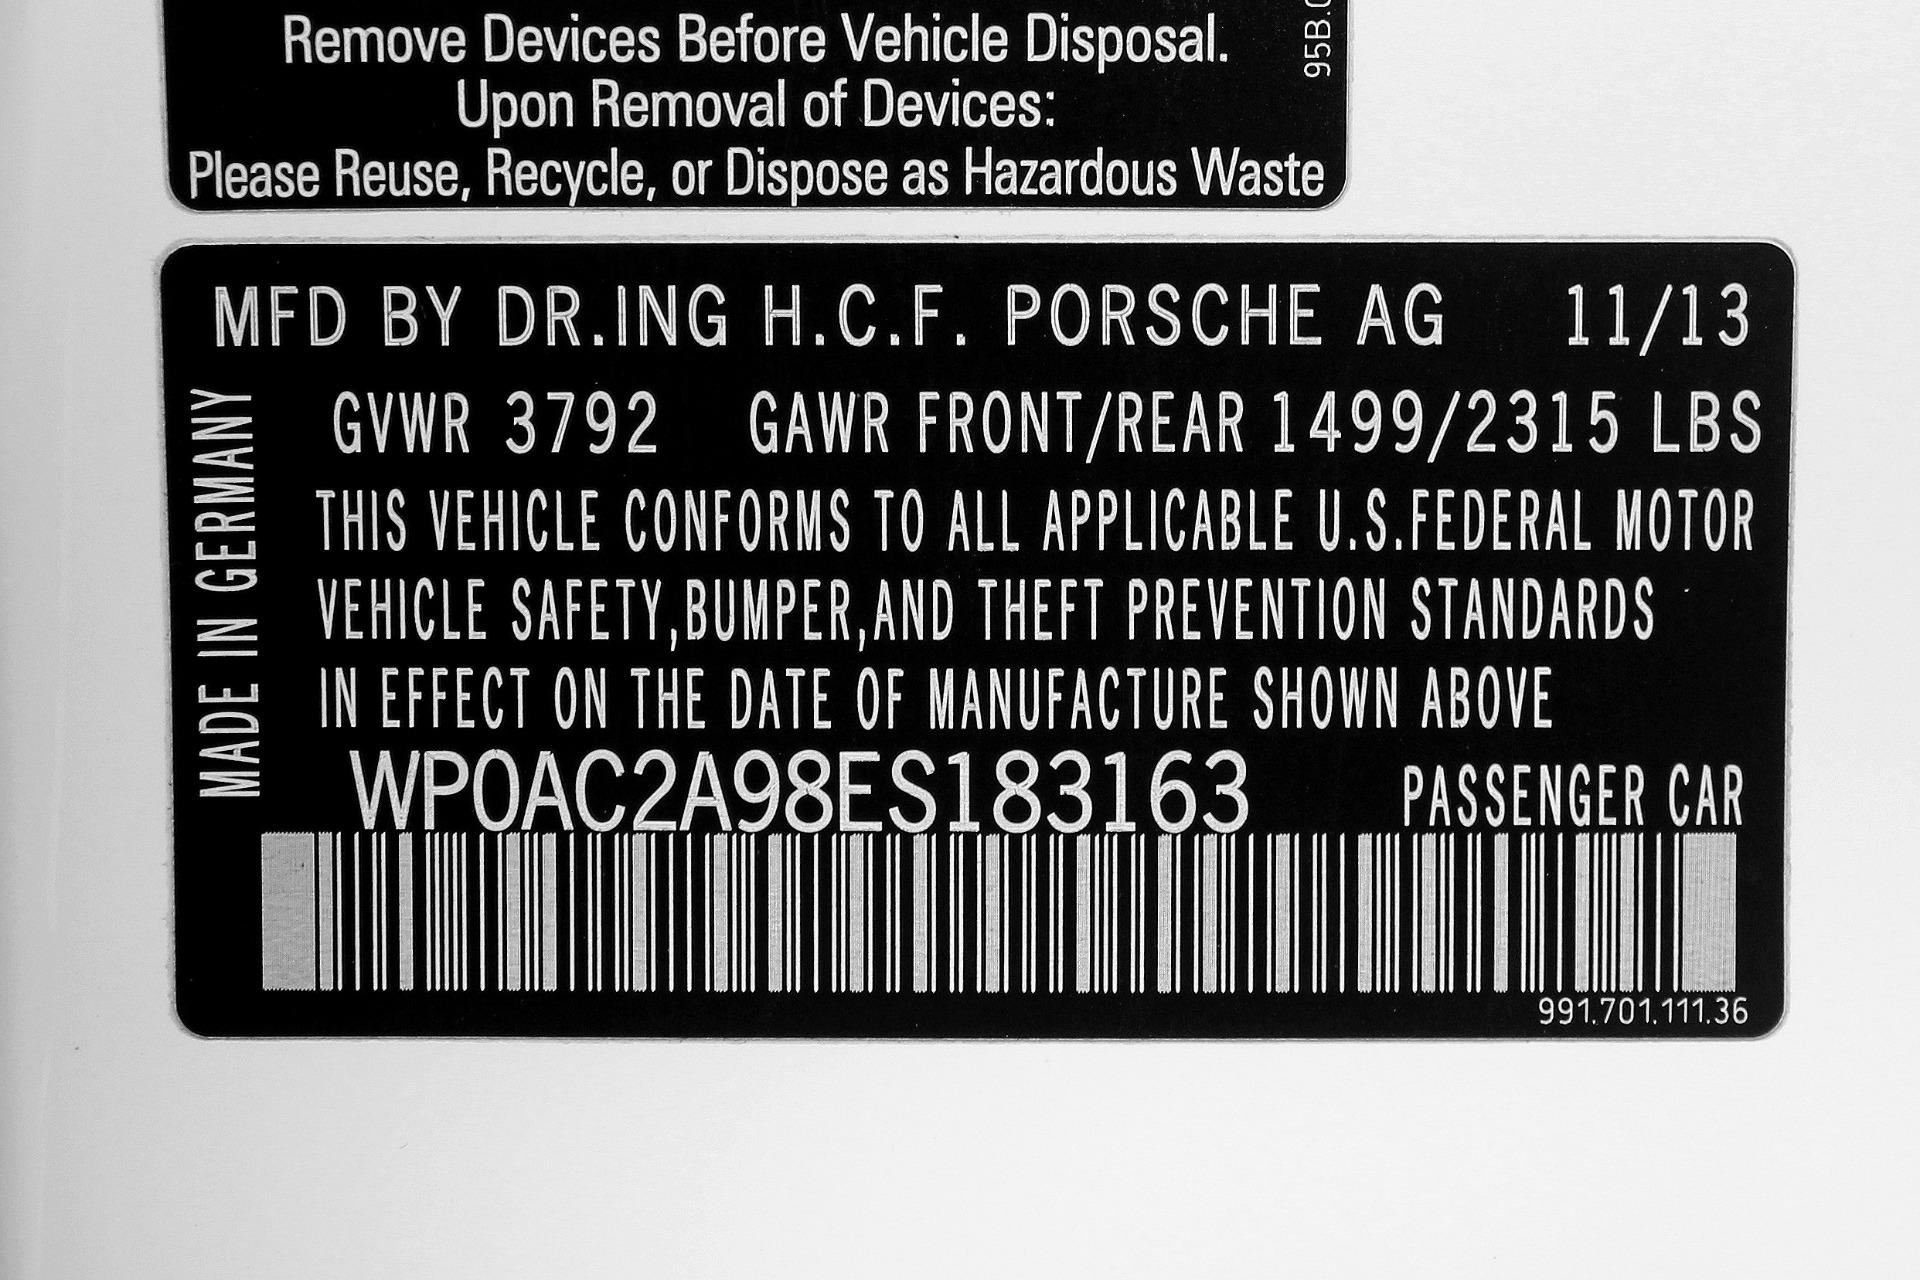 Remove Devices Before Vehicle Disposal.
Upon Removal of Devices:
Please Reuse, Recycle, or Dispose as Hazardous Waste
MFD BY DR.ING H.C.F. PORSCHE AG 11/13
GVWR 3792 GAWR FRONT/REAR 1499/2315 LBS
THIS VEHICLE CONFORMS TO ALL APPLICABLE U.S.FEDERAL MOTOR
VEHICLE SAFETY,BUMPER,AND THEFT PREVENTION STANDARDS
IN EFFECT ON THE DATE OF MANUFACTURE SHOWN ABOVE
MADE IN GERMANY
WP0AC2A98ES183163 PASSENGER CAR
991.701.111.36